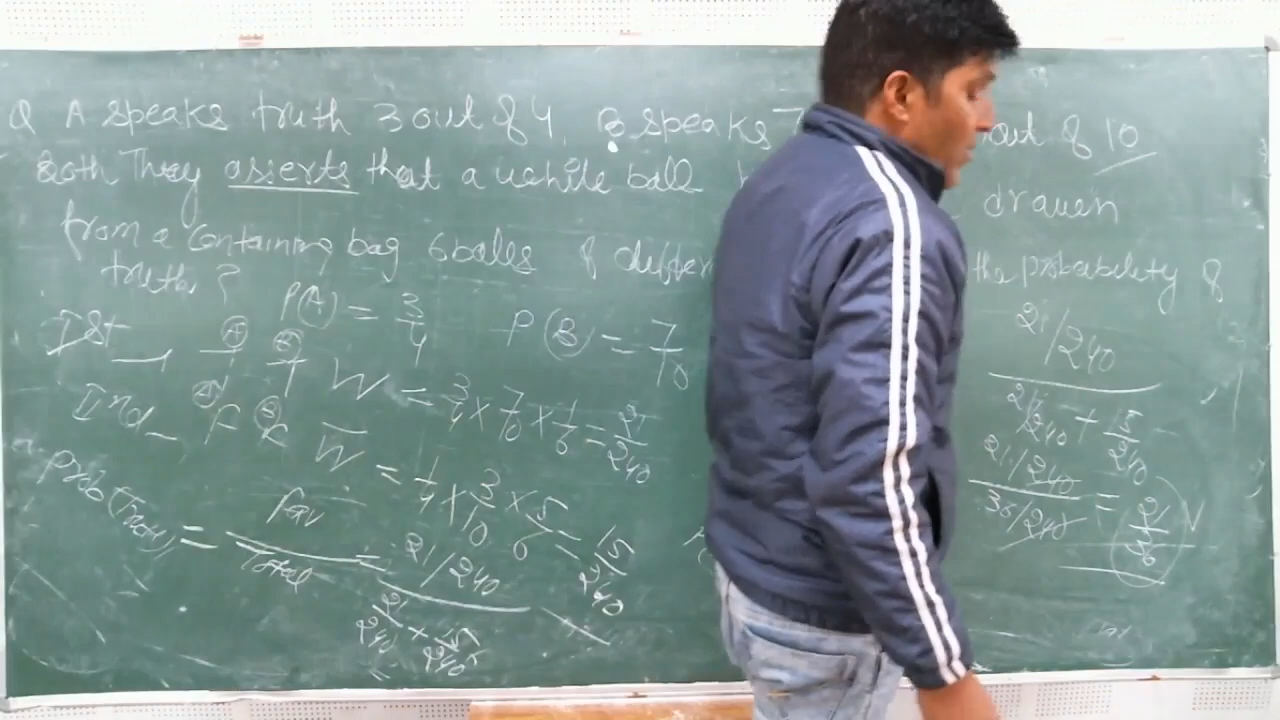 Q A speaks truth 3 out of 4. B speaks 7 out of 10
Both They asserts that a white ball drawen
from a Containing bag 6 bales of differ the probability of
truth ?
P(A) = 3/4 P(B) = 7/10
Ist — A/T B/T W = 3/4 × 7/10 × 1/6 = 21/240
IInd — A/F B/F W̅ = 1/4 × 3/10 × 5/6 = 15/240
Prob(Truth) = Fav/Total = (21/240)/(21/240 + 15/240)
21/240
21/240 + 15/240
21/240
36/240 = 21/36